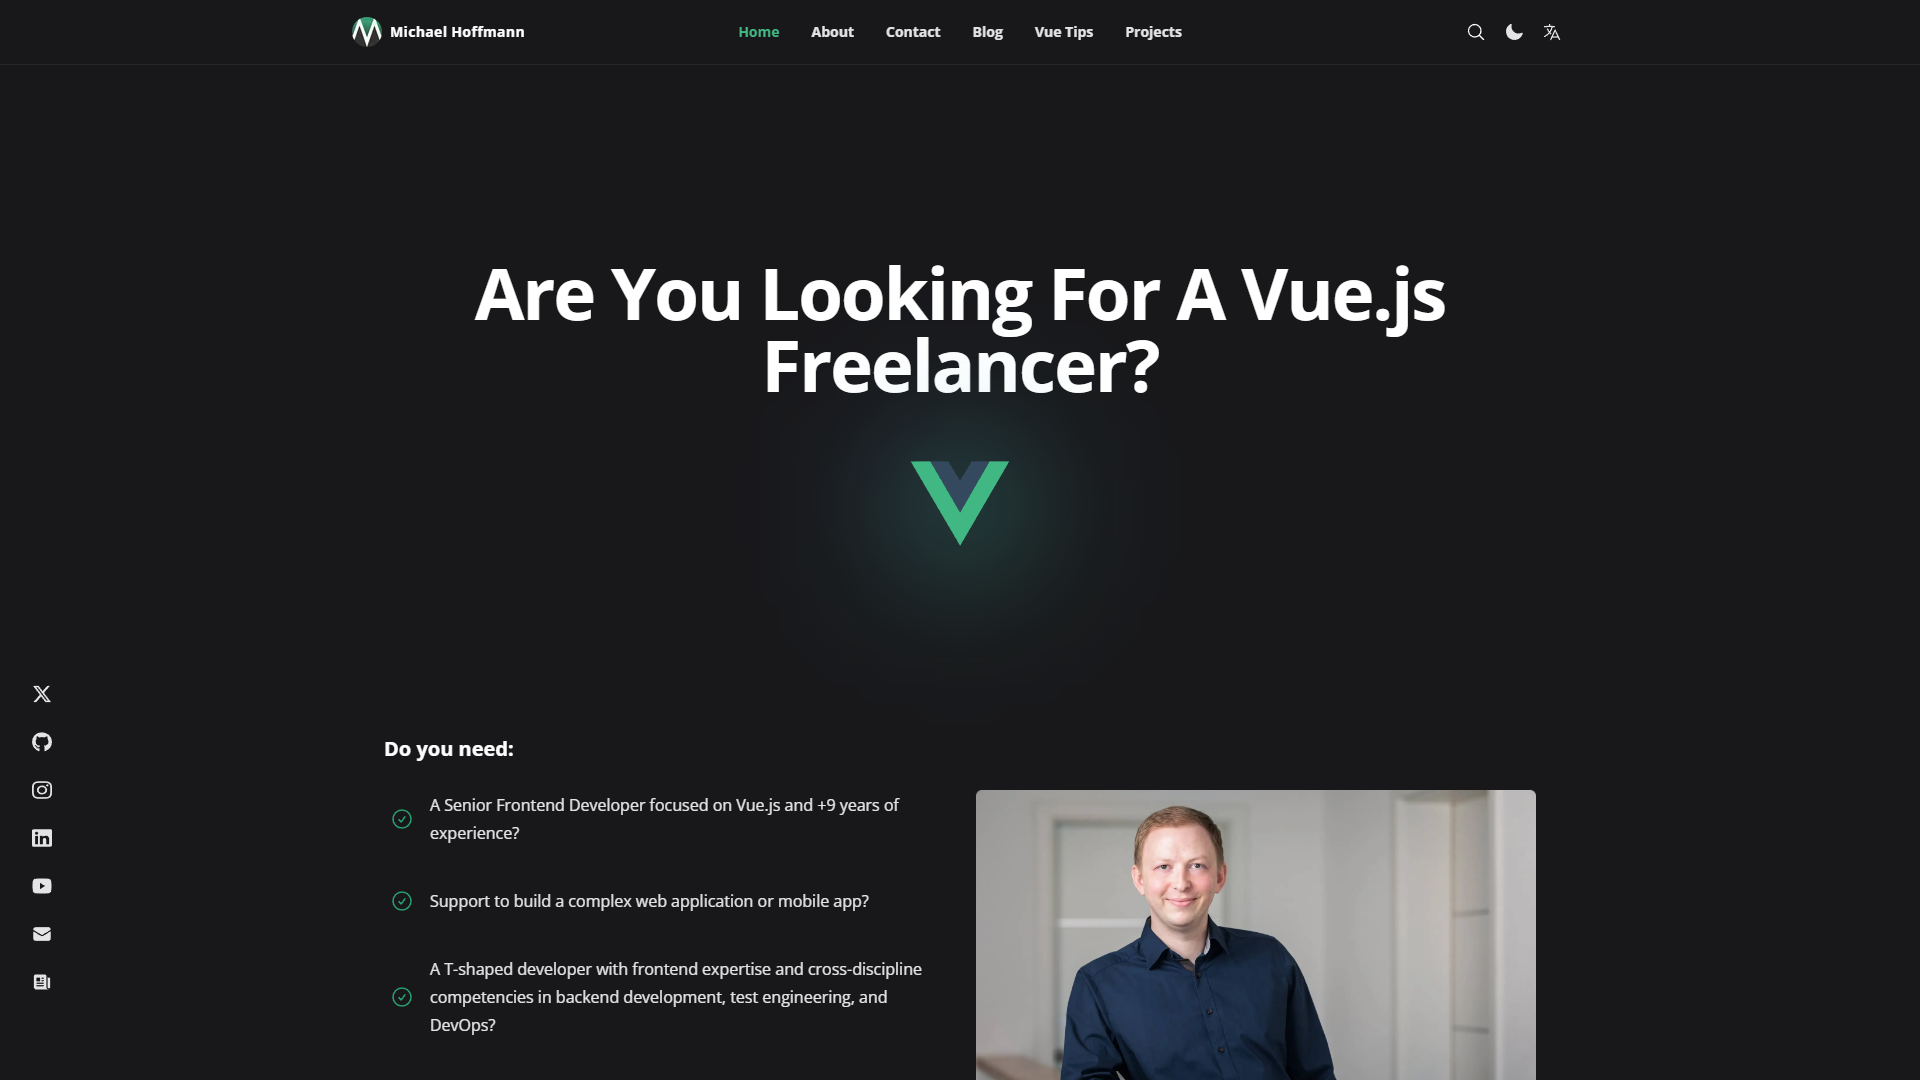 Michael Hoffmann
Home
About
Contact
Blog
Vue Tips
Projects
Are You Looking For A Vue.js
Freelancer?
Do you need:
A Senior Frontend Developer focused on Vue.js and +9 years of
experience?
Support to build a complex web application or mobile app?
A T-shaped developer with frontend expertise and cross-discipline
competencies in backend development, test engineering, and
DevOps?